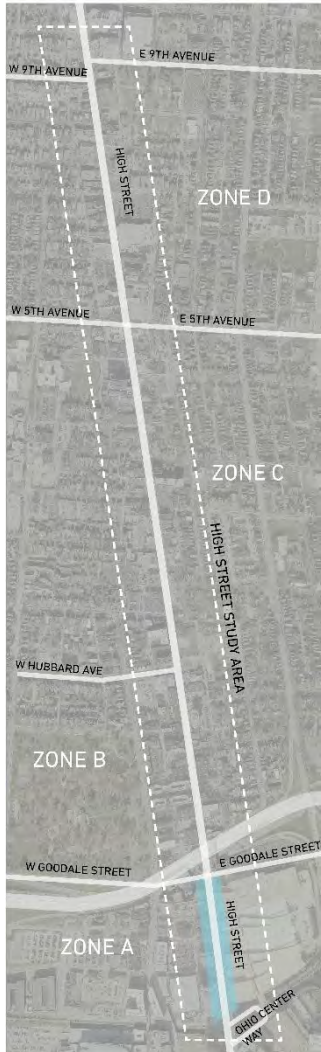 E 9TH AVENUE
W 9TH AVENUE
HIGH STREET
ZONE D
W 5TH AVENUE
E 5TH AVENUE
ZONE C
HIGH STREET STUDY AREA
W HUBBARD AVE
ZONE B
E GOODALE STREET
W GOODALE STREET
HIGH STREET
ZONE A
OHIO CENTER
WAY